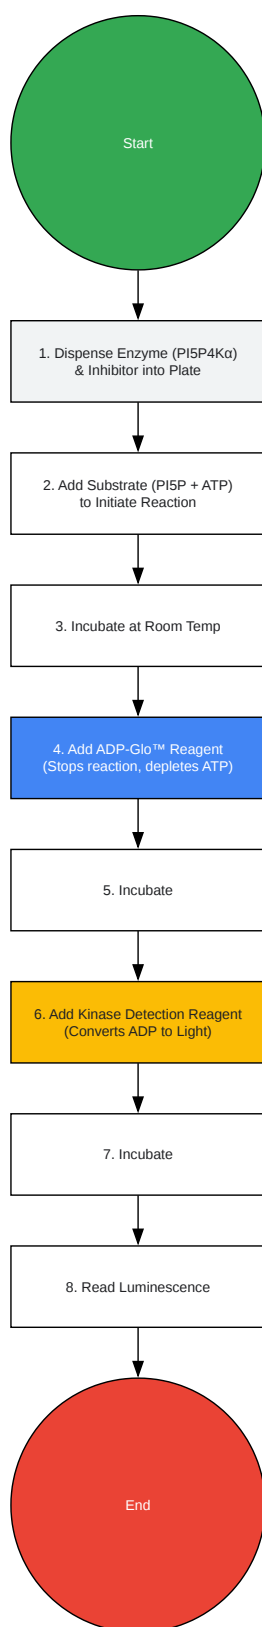 Start
1. Dispense Enzyme (PI5P4Kα)
& Inhibitor into Plate
2. Add Substrate (PI5P + ATP)
to Initiate Reaction
3. Incubate at Room Temp
4. Add ADP-Glo™ Reagent
(Stops reaction, depletes ATP)
5. Incubate
6. Add Kinase Detection Reagent
(Converts ADP to Light)
7. Incubate
8. Read Luminescence
End